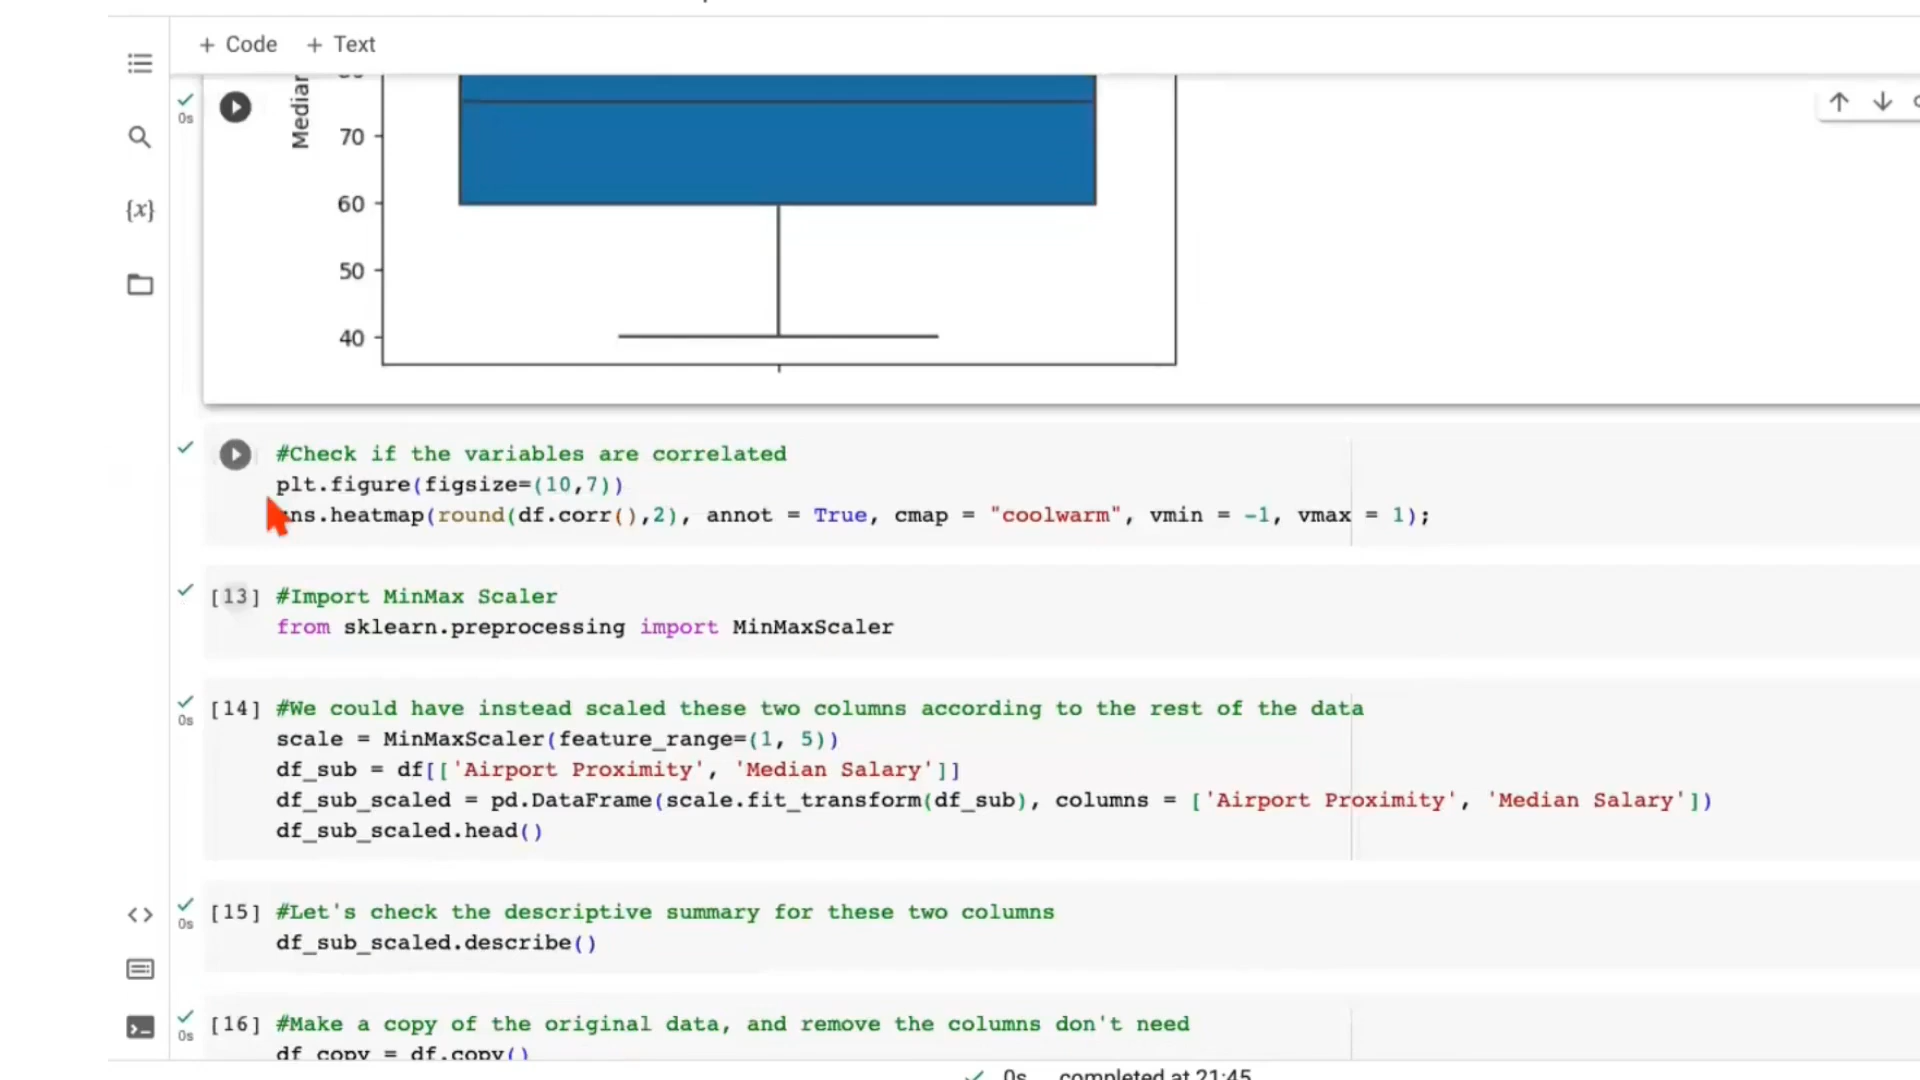 + Code + Text
0s
Median
70
60
50
40
{x}
#Check if the variables are correlated
plt.figure(figsize=(10,7))
sns.heatmap(round(df.corr(),2), annot = True, cmap = "coolwarm", vmin = -1, vmax = 1);
[13] #Import MinMax Scaler
from sklearn.preprocessing import MinMaxScaler
[14] #We could have instead scaled these two columns according to the rest of the data
0s
scale = MinMaxScaler(feature_range=(1, 5))
df_sub = df[['Airport Proximity', 'Median Salary']]
df_sub_scaled = pd.DataFrame(scale.fit_transform(df_sub), columns = ['Airport Proximity', 'Median Salary'])
df_sub_scaled.head()
[15] #Let's check the descriptive summary for these two columns
0s
df_sub_scaled.describe()
[16] #Make a copy of the original data, and remove the columns don't need
0s
df_copy = df.copy()
0s completed at 21:45